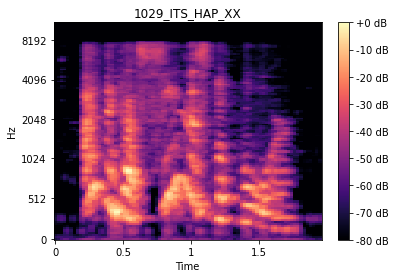 1029_ITS_HAP_XX
+0 dB
8192
-10 dB
4096
-20 dB
-30 dB
2048
-40 dB
Hz
1024
-50 dB
512
-60 dB
-70 dB
0
-80 dB
0 0.5 1 1.5
Time